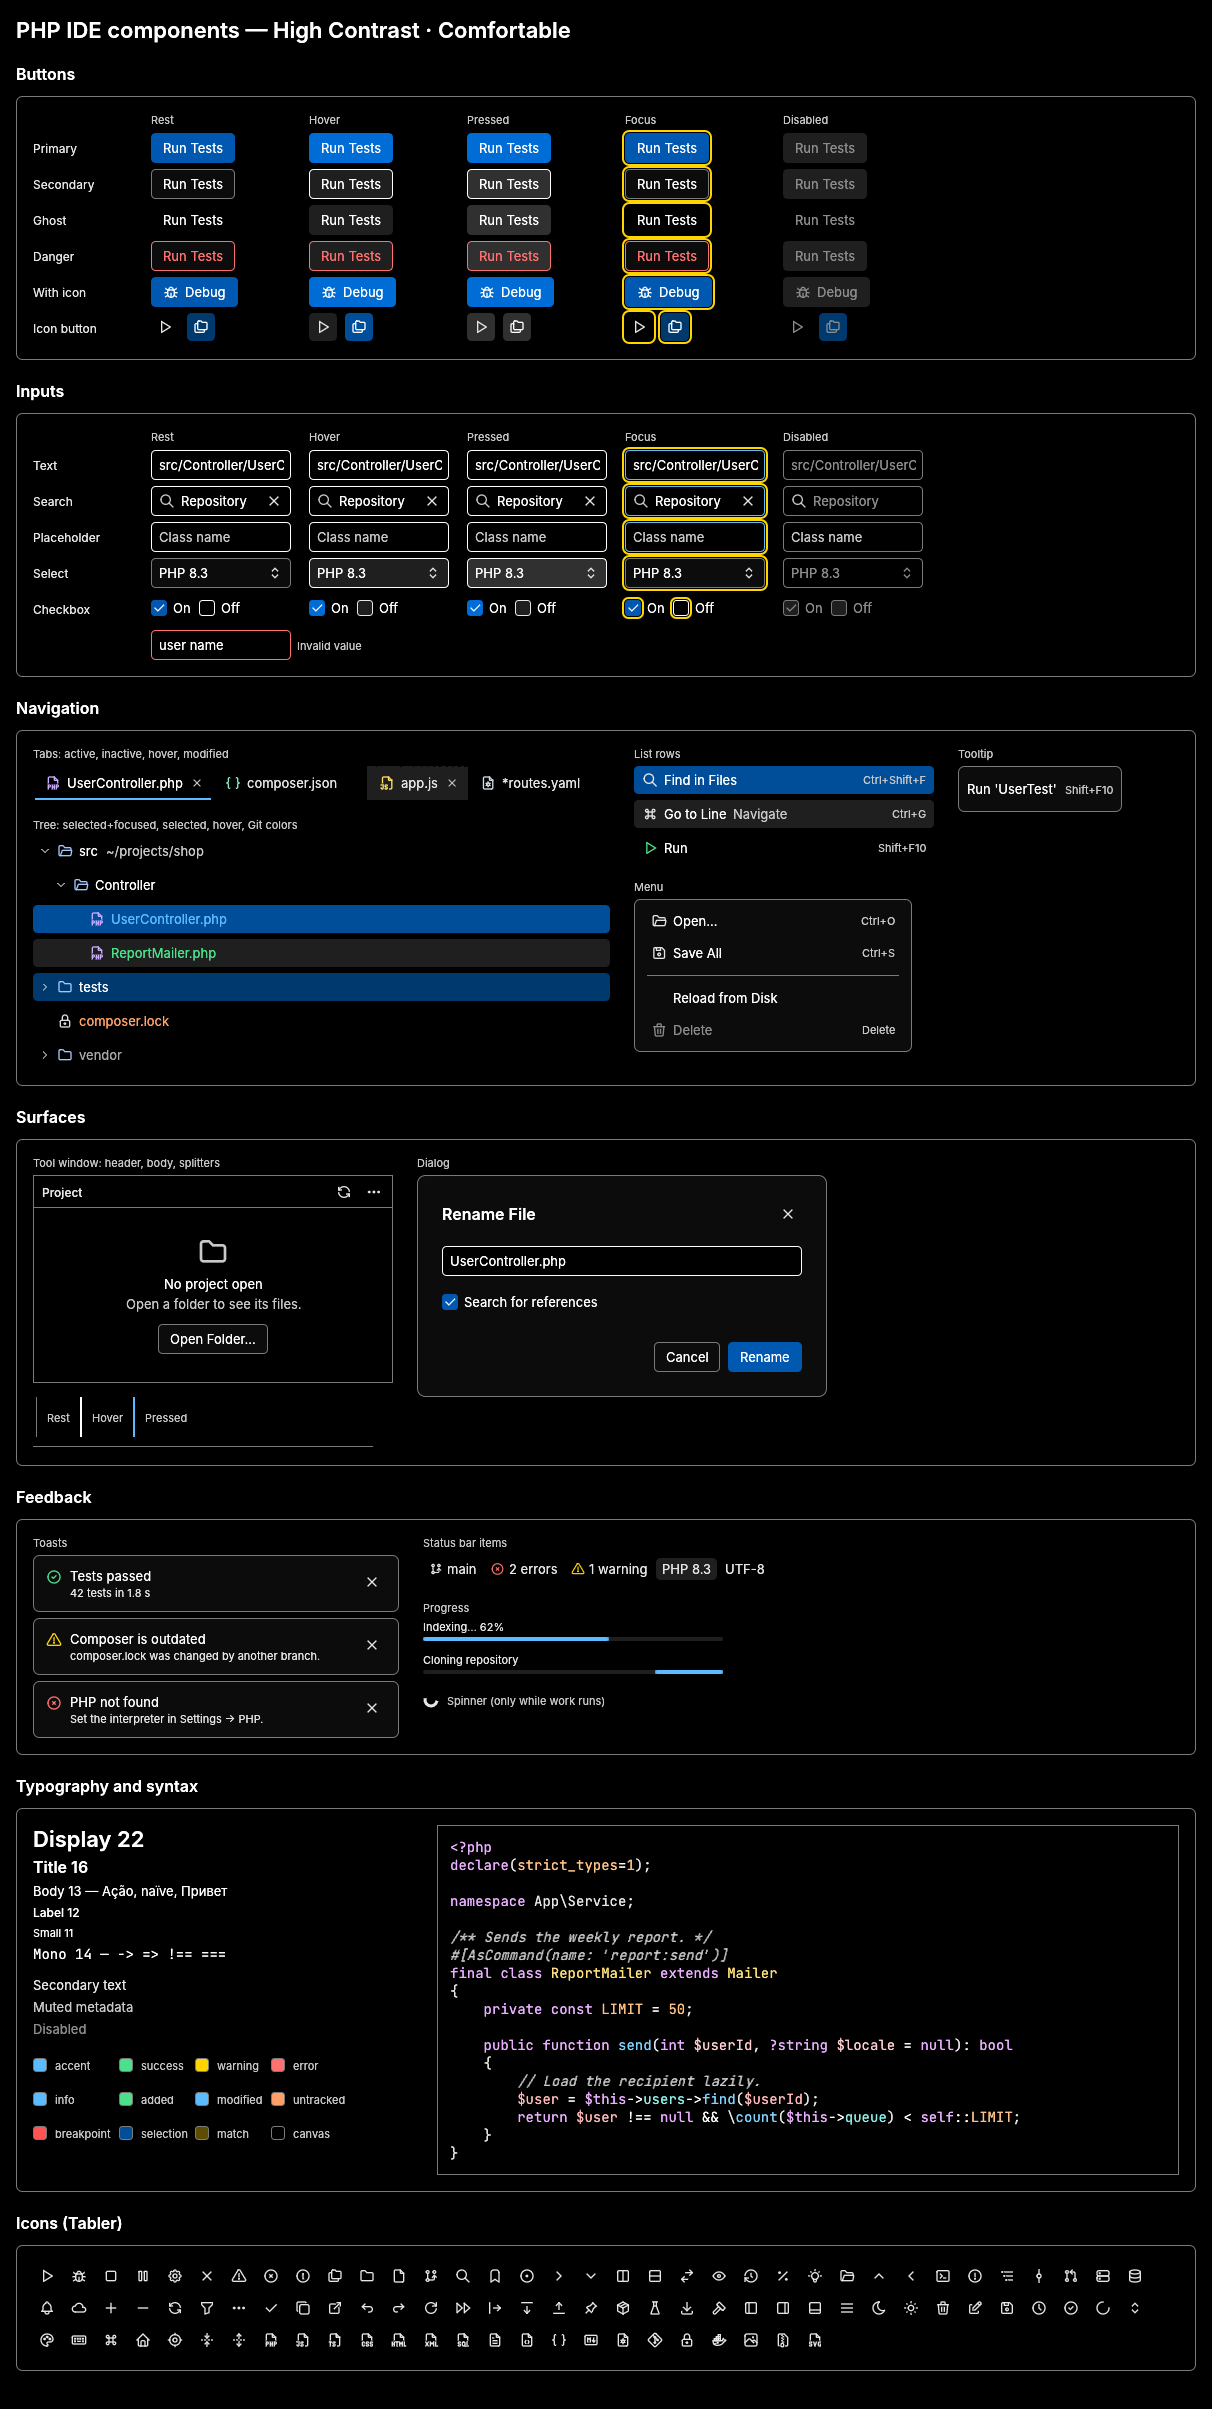 PHP IDE components — High Contrast · Comfortable
Buttons
Rest Hover Pressed Focus Disabled
Primary Run Tests Run Tests Run Tests Run Tests Run Tests
Secondary Run Tests Run Tests Run Tests Run Tests Run Tests
Ghost Run Tests Run Tests Run Tests Run Tests Run Tests
Danger Run Tests Run Tests Run Tests Run Tests Run Tests
With icon Debug Debug Debug Debug Debug
Icon button
Inputs
Rest Hover Pressed Focus Disabled
Text src/Controller/UserC src/Controller/UserC src/Controller/UserC src/Controller/UserC src/Controller/UserC
Search Repository Repository Repository Repository Repository
Placeholder Class name Class name Class name Class name Class name
Select PHP 8.3 PHP 8.3 PHP 8.3 PHP 8.3 PHP 8.3
Checkbox On Off On Off On Off On Off On Off
user name Invalid value
Navigation
Tabs: active, inactive, hover, modified
UserController.php composer.json app.js *routes.yaml
Tree: selected+focused, selected, hover, Git colors
src ~/projects/shop
Controller
UserController.php
ReportMailer.php
tests
composer.lock
vendor
List rows
Find in Files Ctrl+Shift+F
Go to Line Navigate Ctrl+G
Run Shift+F10
Menu
Open... Ctrl+O
Save All Ctrl+S
Reload from Disk
Delete Delete
Tooltip
Run 'UserTest' Shift+F10
Surfaces
Tool window: header, body, splitters
Project
No project open
Open a folder to see its files.
Open Folder...
Rest Hover Pressed
Dialog
Rename File
UserController.php
Search for references
Cancel Rename
Feedback
Toasts
Tests passed
42 tests in 1.8 s
Composer is outdated
composer.lock was changed by another branch.
PHP not found
Set the interpreter in Settings → PHP.
Status bar items
main 2 errors 1 warning PHP 8.3 UTF-8
Progress
Indexing... 62%
Cloning repository
Spinner (only while work runs)
Typography and syntax
Display 22
Title 16
Body 13 — Ação, naïve, Привет
Label 12
Small 11
Mono 14 — -> => !== ===
Secondary text
Muted metadata
Disabled
accent success warning error
info added modified untracked
breakpoint selection match canvas
<?php
declare(strict_types=1);
namespace App\Service;
/** Sends the weekly report. */
#[AsCommand(name: 'report:send')]
final class ReportMailer extends Mailer
{
private const LIMIT = 50;
public function send(int $userId, ?string $locale = null): bool
{
// Load the recipient lazily.
$user = $this->users->find($userId);
return $user !== null && \count($this->queue) < self::LIMIT;
}
}
Icons (Tabler)
PHP JS TS CSS HTML XML SQL SVG